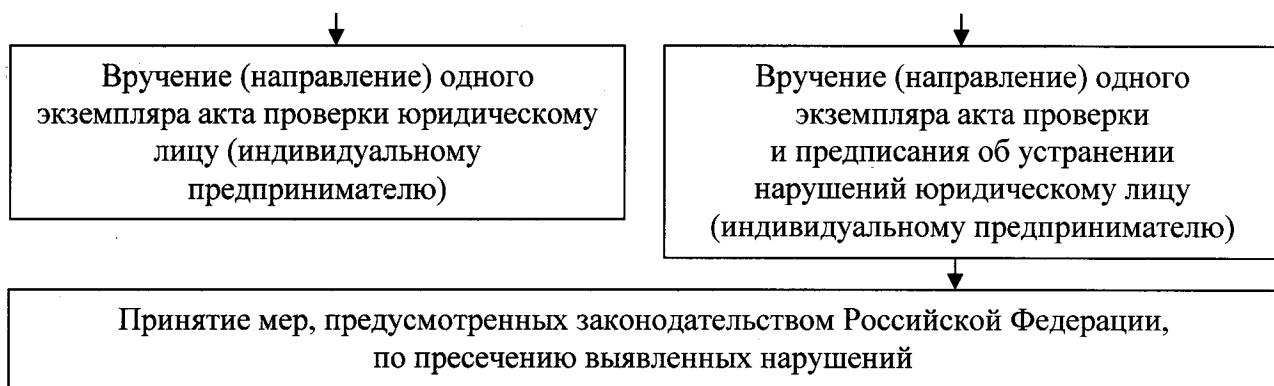 Вручение (направление) одного
экземпляра акта проверки юридическому
лицу (индивидуальному
предпринимателю)
Вручение (направление) одного
экземпляра акта проверки
и предписания об устранении
нарушений юридическому лицу
(индивидуальному предпринимателю)
Принятие мер, предусмотренных законодательством Российской Федерации,
по пресечению выявленных нарушений